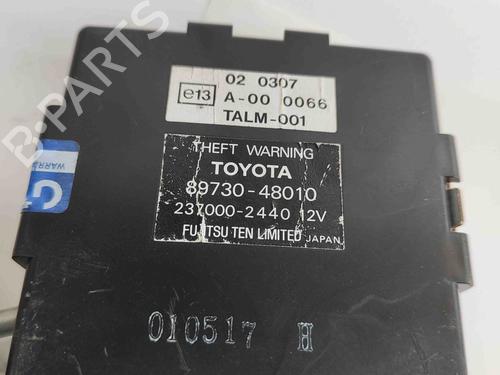 02 0307
e13 A-00 0066
TALM-001
THEFT WARNING
TOYOTA
89730-48010
237000-2440 12V
FUJITSU TEN LIMITED JAPAN
010517 H
B-PARTS